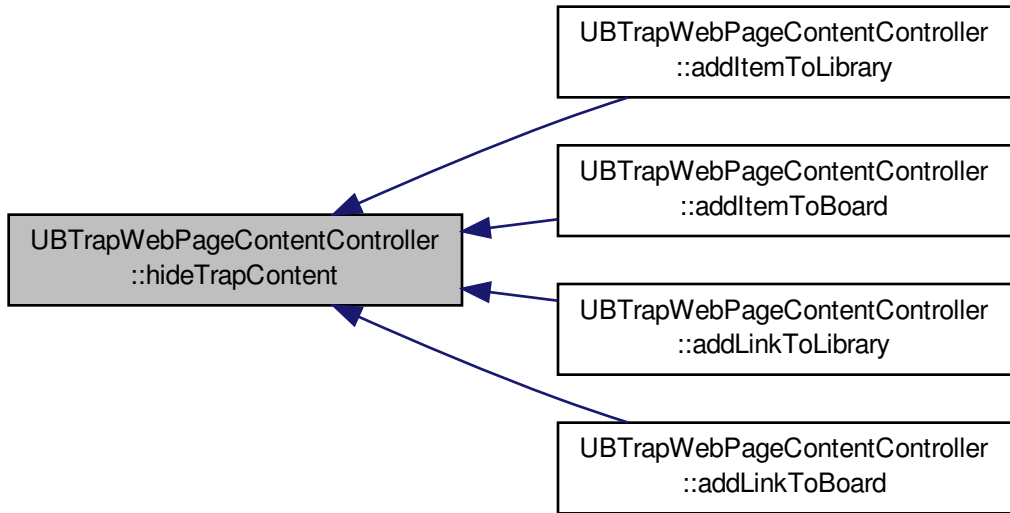 UBTrapWebPageContentController
::addItemToLibrary
UBTrapWebPageContentController
::addItemToBoard
UBTrapWebPageContentController
::hideTrapContent
UBTrapWebPageContentController
::addLinkToLibrary
UBTrapWebPageContentController
::addLinkToBoard